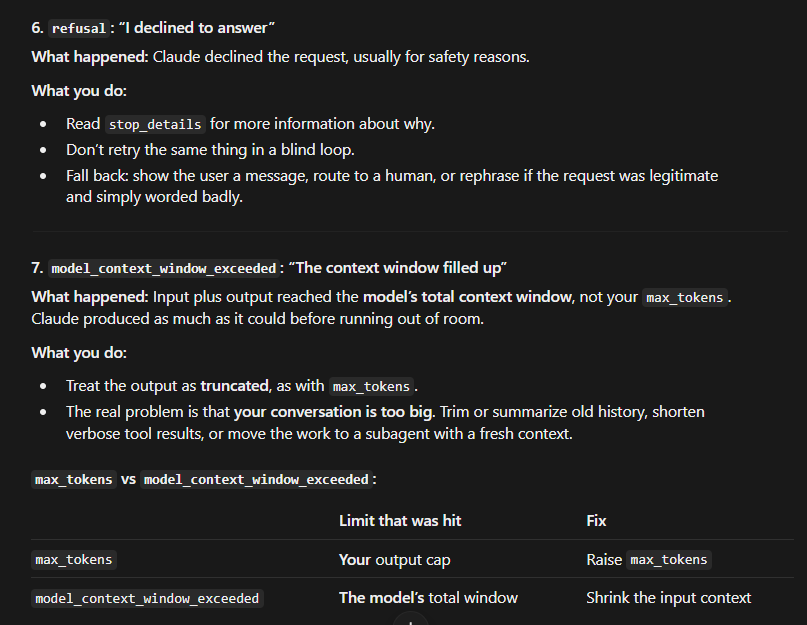 6. refusal: “I declined to answer”
What happened: Claude declined the request, usually for safety reasons.
What you do:
• Read stop_details for more information about why.
• Don’t retry the same thing in a blind loop.
• Fall back: show the user a message, route to a human, or rephrase if the request was legitimate
and simply worded badly.
7. model_context_window_exceeded: “The context window filled up”
What happened: Input plus output reached the model’s total context window, not your max_tokens.
Claude produced as much as it could before running out of room.
What you do:
• Treat the output as truncated, as with max_tokens.
• The real problem is that your conversation is too big. Trim or summarize old history, shorten
verbose tool results, or move the work to a subagent with a fresh context.
max_tokens vs model_context_window_exceeded:
Limit that was hit Fix
max_tokens Your output cap Raise max_tokens
model_context_window_exceeded The model’s total window Shrink the input context